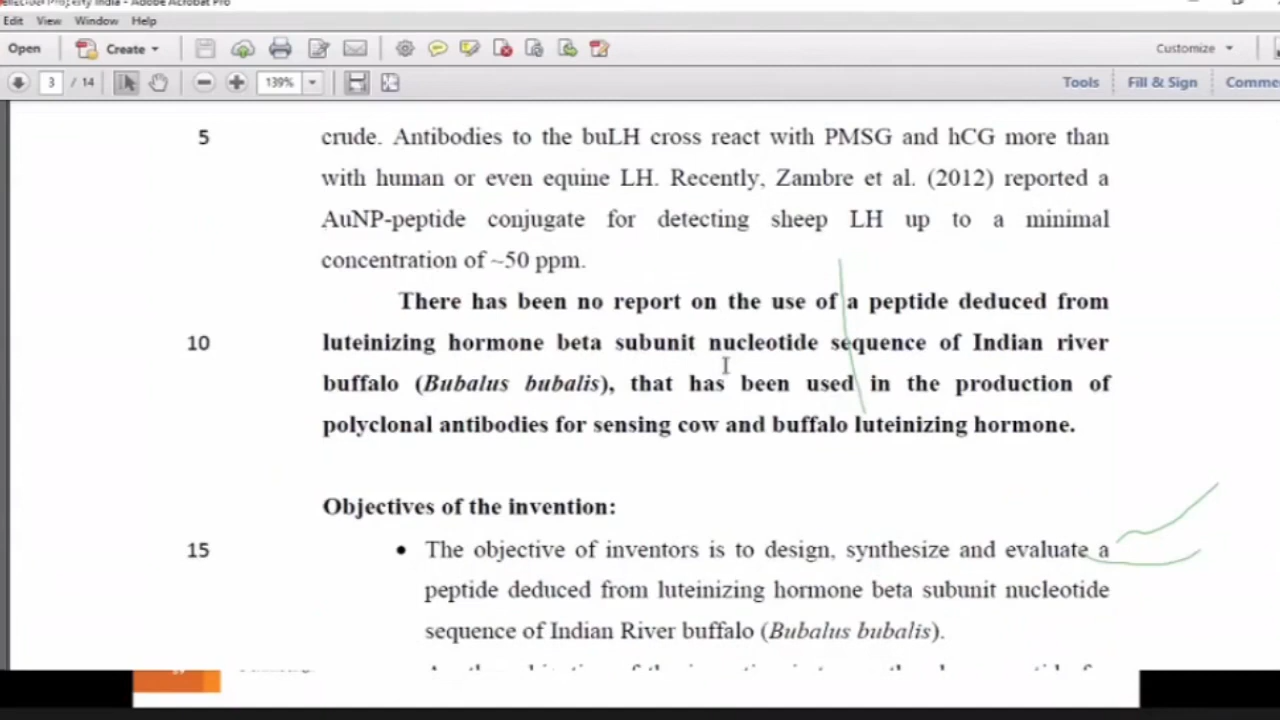 Edit View Window Help
Open Create Customize
3 / 14 139% Tools Fill & Sign
5 crude. Antibodies to the buLH cross react with PMSG and hCG more than
with human or even equine LH. Recently, Zambre et al. (2012) reported a
AuNP-peptide conjugate for detecting sheep LH up to a minimal
concentration of ~50 ppm.
There has been no report on the use of a peptide deduced from
10 luteinizing hormone beta subunit nucleotide sequence of Indian river
buffalo (Bubalus bubalis), that has been used in the production of
polyclonal antibodies for sensing cow and buffalo luteinizing hormone.
Objectives of the invention:
15 • The objective of inventors is to design, synthesize and evaluate a
peptide deduced from luteinizing hormone beta subunit nucleotide
sequence of Indian River buffalo (Bubalus bubalis).